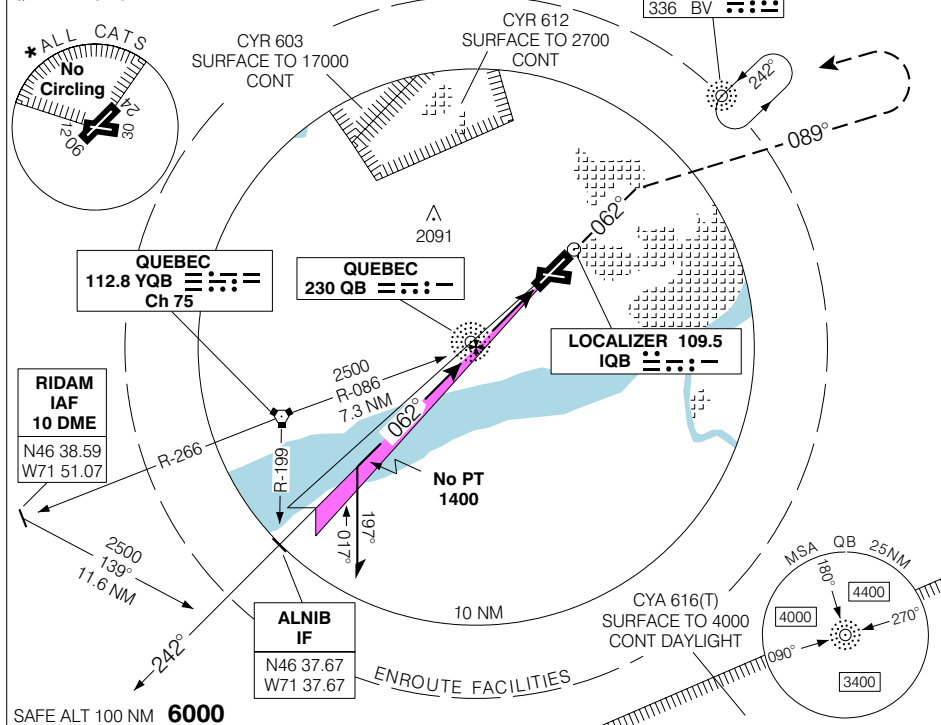 336 BV
*ALL CATS
No
Circling
24
30
12
06
CYR 603
SURFACE TO 17000
CONT
CYR 612
SURFACE TO 2700
CONT
242°
089°
062°
2091
QUEBEC
112.8 YQB
Ch 75
QUEBEC
230 QB
LOCALIZER 109.5
IQB
RIDAM
IAF
10 DME
N46 38.59
W71 51.07
2500
R-086
7.3 NM
R-266
R-199
062°
No PT
1400
197°
017°
2500
139°
11.6 NM
242°
ALNIB
IF
N46 37.67
W71 37.67
10 NM
ENROUTE FACILITIES
CYA 616(T)
SURFACE TO 4000
CONT DAYLIGHT
MSA QB 25NM
180°
4400
4000
270°
090°
3400
SAFE ALT 100 NM 6000